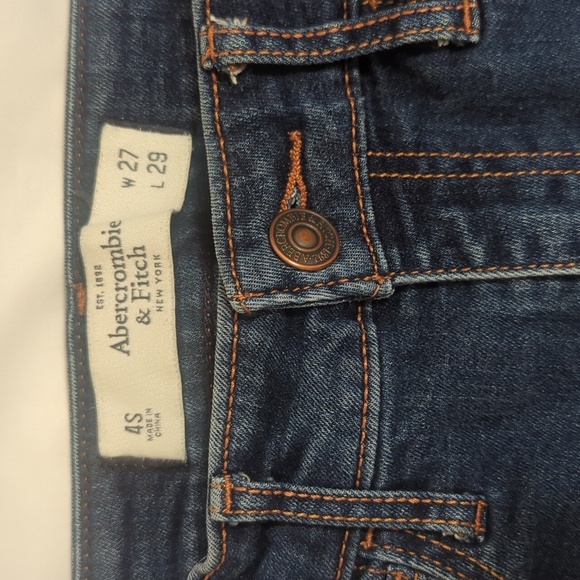 W 27
L 29
EST. 1892
Abercrombie
& Fitch
NEW YORK
4S
MADE IN
CHINA